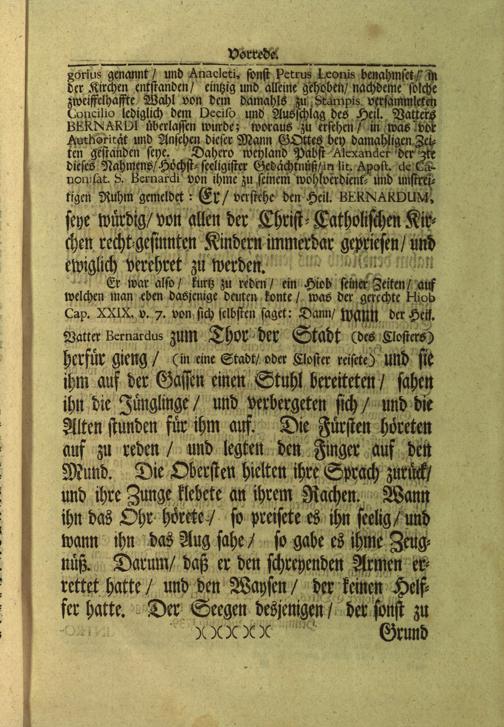 Vorrede.
gorius genannt / und Anacleti, sonst Petrus Leonis benahmset / in
der Kirchen entstanden / eintzig und alleine gehoben / nachdeme solche
zweiffelhaffte Wahl von dem damahls zu Stampis versammleten
Concilio lediglich dem Deciso und Ausschlag des Heil. Vatters
BERNARDI überlassen wurde; woraus zu ersehen / in was vor
Authorität und Ansehen dieser Mann GOttes bey damahligen Zei-
ten gestanden seye. Dahero weyland Pabst Alexander der 3te
dieses Nahmens / Höchst-seeligister Gedächtnüß / in lit. Apost. de Ca-
nonisat. S. Bernardi von ihme zu seinem wohlverdient- und unstrei-
tigen Ruhm gemeldet: Er / verstehe den Heil. BERNARDUM,
seye würdig / von allen der Christ-Catholischen Kir-
chen recht-gesinnten Kindern immerdar gepriesen / und
ewiglich verehret zu werden.
Er war also / kurtz zu reden / ein Hiob seiner Zeiten / auf
welchen man eben dasjenige deuten konte / was der gerechte Hiob
Cap. XXIX. v. 7. von sich selbsten saget: Dann / wann der Heil.
Vatter Bernardus zum Thor der Stadt (des Closters)
herfür gieng / (in eine Stadt / oder Closter reisete) und sie
ihm auf der Gassen einen Stuhl bereiteten / sahen
ihn die Jünglinge / und verbergeten sich / und die
Alten stunden für ihm auf. Die Fürsten höreten
auf zu reden / und legten den Finger auf den
Mund. Die Obersten hielten ihre Sprach zurück /
und ihre Zunge klebete an ihrem Rachen. Wann
ihn das Ohr hörete / so preisete es ihn seelig / und
wann ihn das Aug sahe / so gabe es ihme Zeug-
nüß. Darum / daß er den schreyenden Armen er-
rettet hatte / und den Waysen / der keinen Helf-
fer hatte. Der Seegen desjenigen / der sonst zu
)( )( )( )( )(
Grund